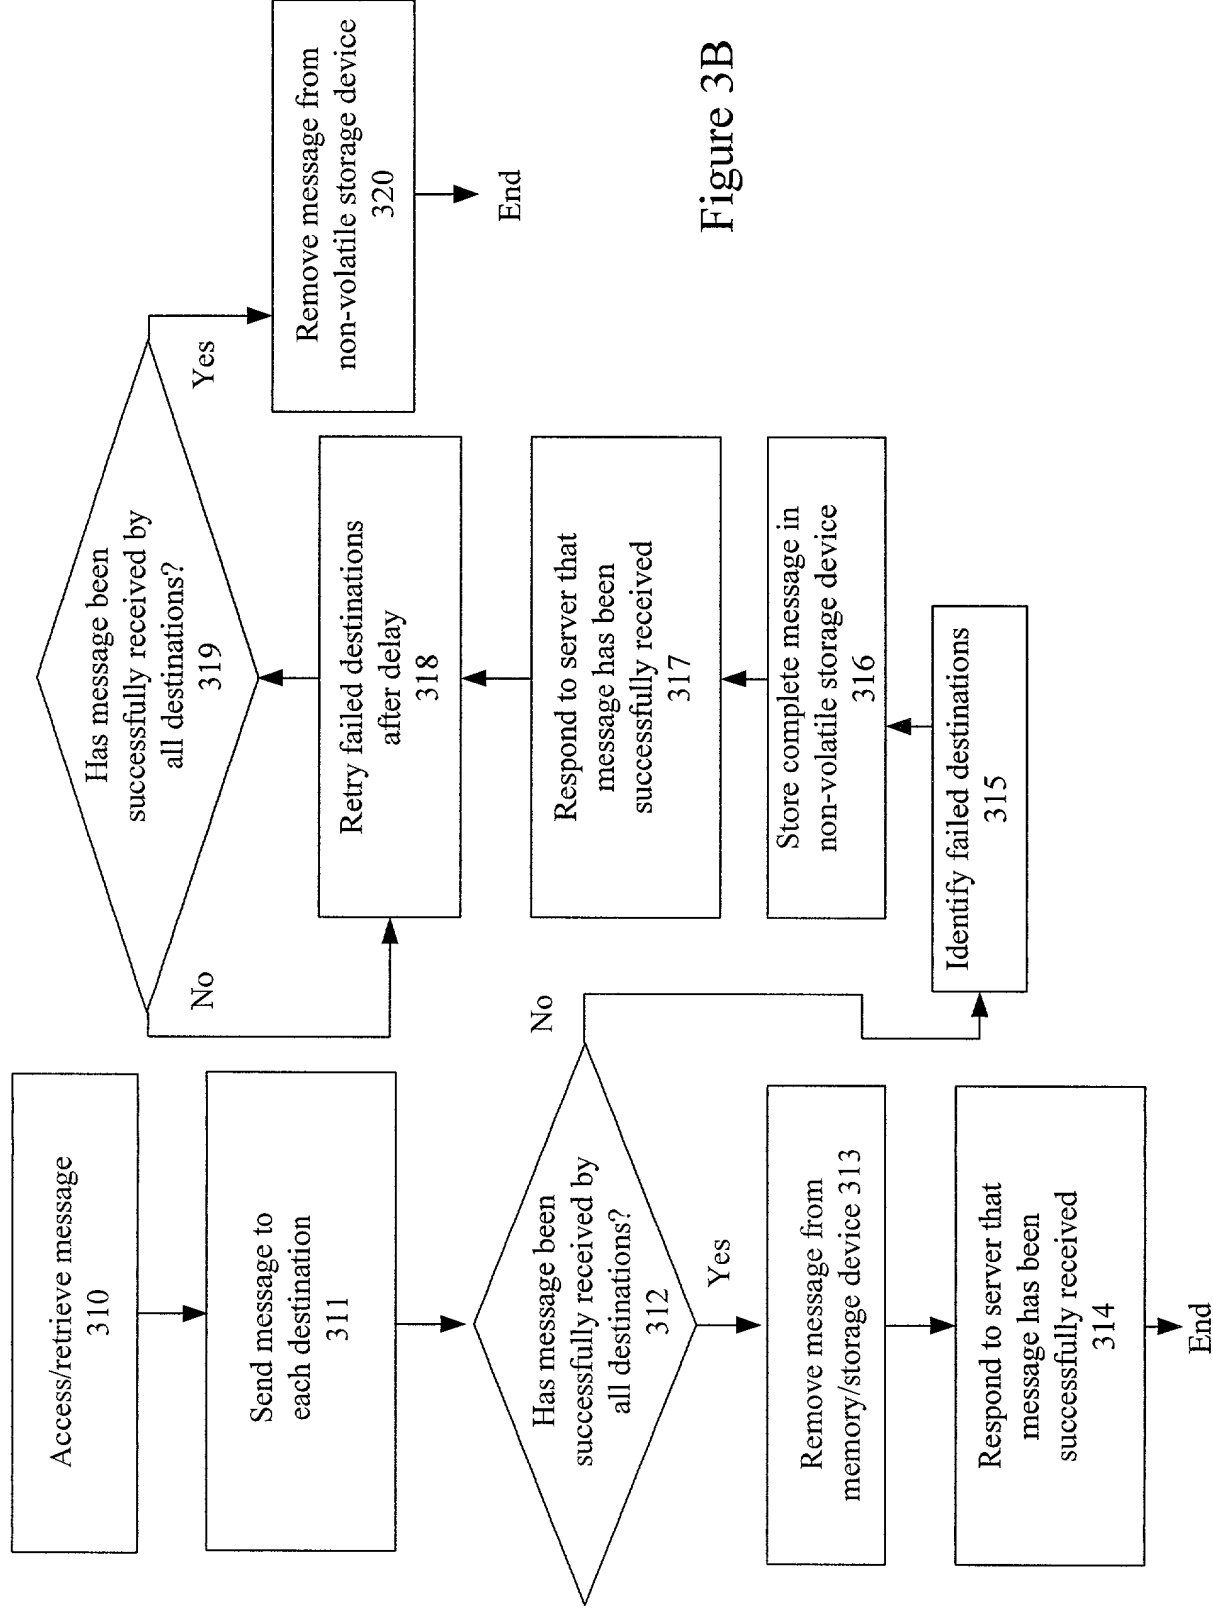 Access/retrieve message
310
Send message to
each destination
311
Has message been
successfully received by
all destinations?
312
Yes
No
Remove message from
memory/storage device 313
Respond to server that
message has been
successfully received
314
End
Identify failed destinations
315
Store complete message in
non-volatile storage device
316
Respond to server that
message has been
successfully received
317
Retry failed destinations
after delay
318
Has message been
successfully received by
all destinations?
319
No
Yes
Remove message from
non-volatile storage device
320
End
Figure 3B